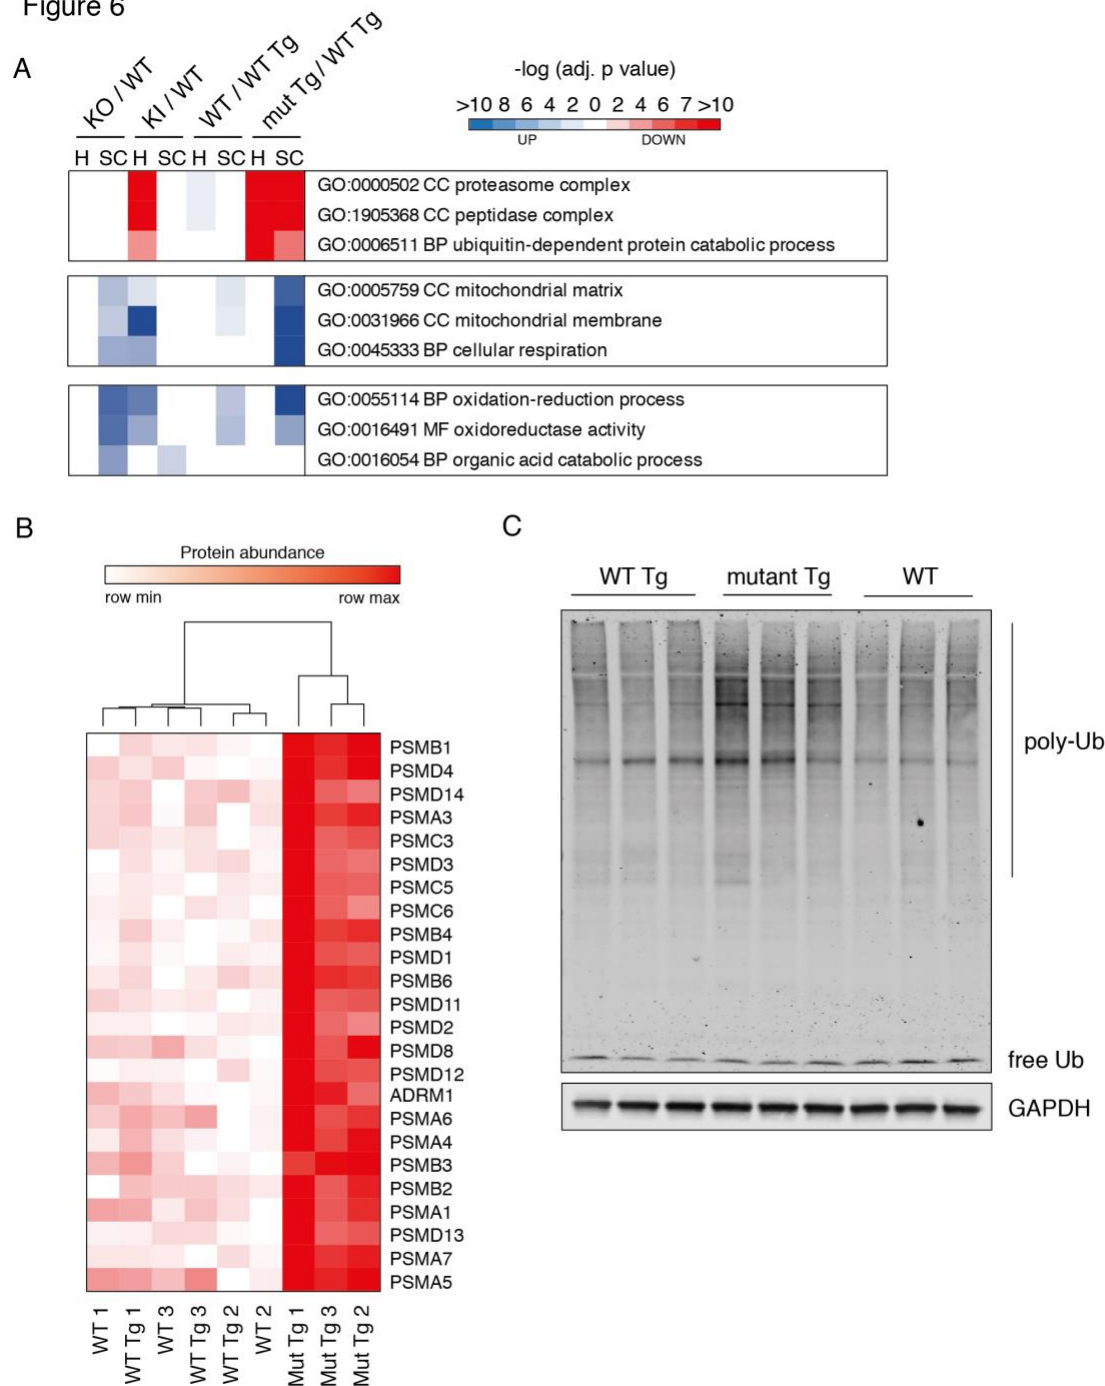 Figure 6
A
KO / WT
KI / WT
WT / WT Tg
mut Tg / WT Tg
-log (adj. p value)
>10 8 6 4 2 0 2 4 6 7 >10
UP DOWN
H SC H SC H SC H SC
GO:0000502 CC proteasome complex
GO:1905368 CC peptidase complex
GO:0006511 BP ubiquitin-dependent protein catabolic process
GO:0005759 CC mitochondrial matrix
GO:0031966 CC mitochondrial membrane
GO:0045333 BP cellular respiration
GO:0055114 BP oxidation-reduction process
GO:0016491 MF oxidoreductase activity
GO:0016054 BP organic acid catabolic process
B
Protein abundance
row min row max
PSMB1
PSMD4
PSMD14
PSMA3
PSMC3
PSMD3
PSMC5
PSMC6
PSMB4
PSMD1
PSMB6
PSMD11
PSMD2
PSMD8
PSMD12
ADRM1
PSMA6
PSMA4
PSMB3
PSMB2
PSMA1
PSMD13
PSMA7
PSMA5
WT 1
WT Tg 1
WT 3
WT Tg 3
WT Tg 2
WT 2
Mut Tg 1
Mut Tg 3
Mut Tg 2
C
WT Tg mutant Tg WT
poly-Ub
free Ub
GAPDH